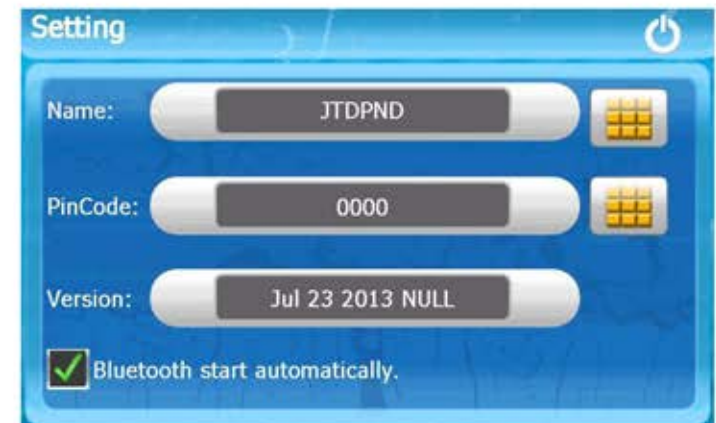 Setting
Name: JTDPND
PinCode: 0000
Version: Jul 23 2013 NULL
Bluetooth start automatically.